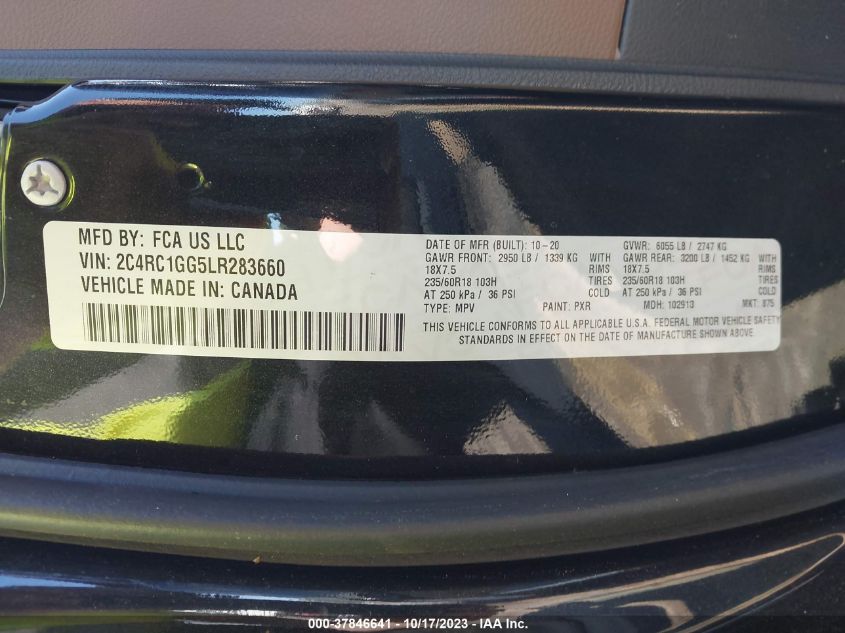 MFD BY: FCA US LLC
VIN: 2C4RC1GG5LR283660
VEHICLE MADE IN: CANADA
DATE OF MFR (BUILT): 10-20 GVWR: 6055 LB / 2747 KG
GAWR FRONT: 2950 LB / 1339 KG GAWR REAR: 3200 LB / 1452 KG
18X7.5 RIMS 18X7.5 RIMS
235/60R18 103H TIRES 235/60R18 103H TIRES
AT 250 kPa / 36 PSI COLD AT 250 kPa / 36 PSI COLD
TYPE: MPV PAINT: PXR MDH: 102913 MKT: 875
THIS VEHICLE CONFORMS TO ALL APPLICABLE U.S.A. FEDERAL MOTOR VEHICLE SAFETY
STANDARDS IN EFFECT ON THE DATE OF MANUFACTURE SHOWN ABOVE
000-37846641 - 10/17/2023 - IAA Inc.